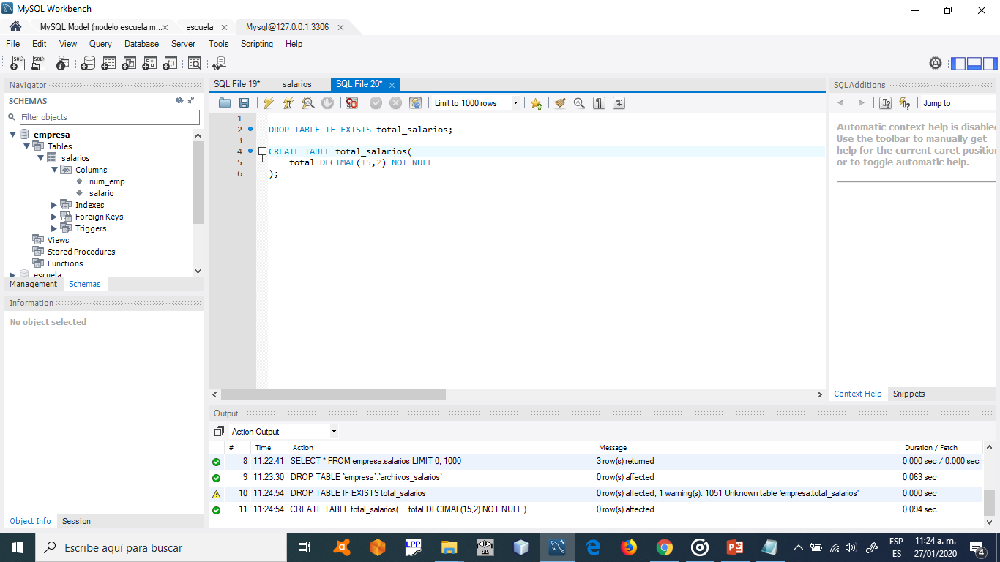 MySQL Workbench
MySQL Model (modelo escuela.m...
escuela
Mysql@127.0.0.1:3306
File Edit View Query Database Server Tools Scripting Help
Navigator
SCHEMAS
Filter objects
empresa
Tables
salarios
Columns
num_emp
salario
Indexes
Foreign Keys
Triggers
Views
Stored Procedures
Functions
escuela
Management Schemas
Information
No object selected
Object Info Session
SQL File 19* salarios SQL File 20*
Limit to 1000 rows
1
2 DROP TABLE IF EXISTS total_salarios;
3
4 CREATE TABLE total_salarios(
5 total DECIMAL(15,2) NOT NULL
6 );
SQLAdditions
Jump to
Automatic context help is disabled
Use the toolbar to manually get
help for the current caret position
or to toggle automatic help.
Context Help Snippets
Output
Action Output
# Time Action Message Duration / Fetch
8 11:22:41 SELECT * FROM empresa.salarios LIMIT 0, 1000 3 row(s) returned 0.000 sec / 0.000 sec
9 11:23:30 DROP TABLE `empresa`.`archivos_salarios` 0 row(s) affected 0.063 sec
10 11:24:54 DROP TABLE IF EXISTS total_salarios 0 row(s) affected, 1 warning(s): 1051 Unknown table 'empresa.total_salarios' 0.000 sec
11 11:24:54 CREATE TABLE total_salarios( total DECIMAL(15,2) NOT NULL ) 0 row(s) affected 0.094 sec
Escribe aquí para buscar
LPP
ESP
ES
11:24 a. m.
27/01/2020
4